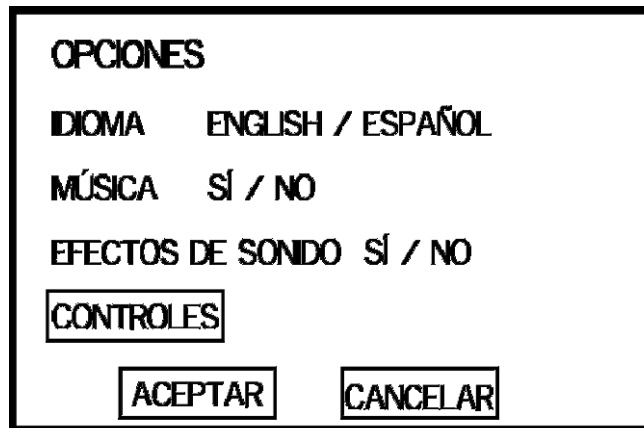 OPCIONES
IDIOMA ENGLISH / ESPAÑOL
MÚSICA SÍ / NO
EFECTOS DE SONIDO SÍ / NO
CONTROLES
ACEPTAR CANCELAR